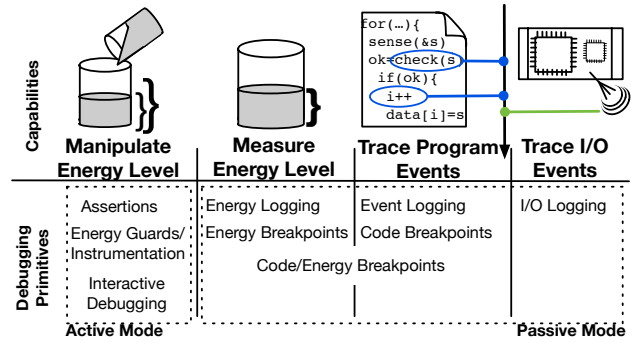 for(…){
sense(&s)
ok=check(s)
if(ok){
i++
data[i]=s
Capabilities
Manipulate
Energy Level
Measure
Energy Level
Trace Program
Events
Trace I/O
Events
Debugging
Primitives
Assertions
Energy Guards/
Instrumentation
Interactive
Debugging
Energy Logging
Energy Breakpoints
Event Logging
Code Breakpoints
I/O Logging
Code/Energy Breakpoints
Active Mode
Passive Mode